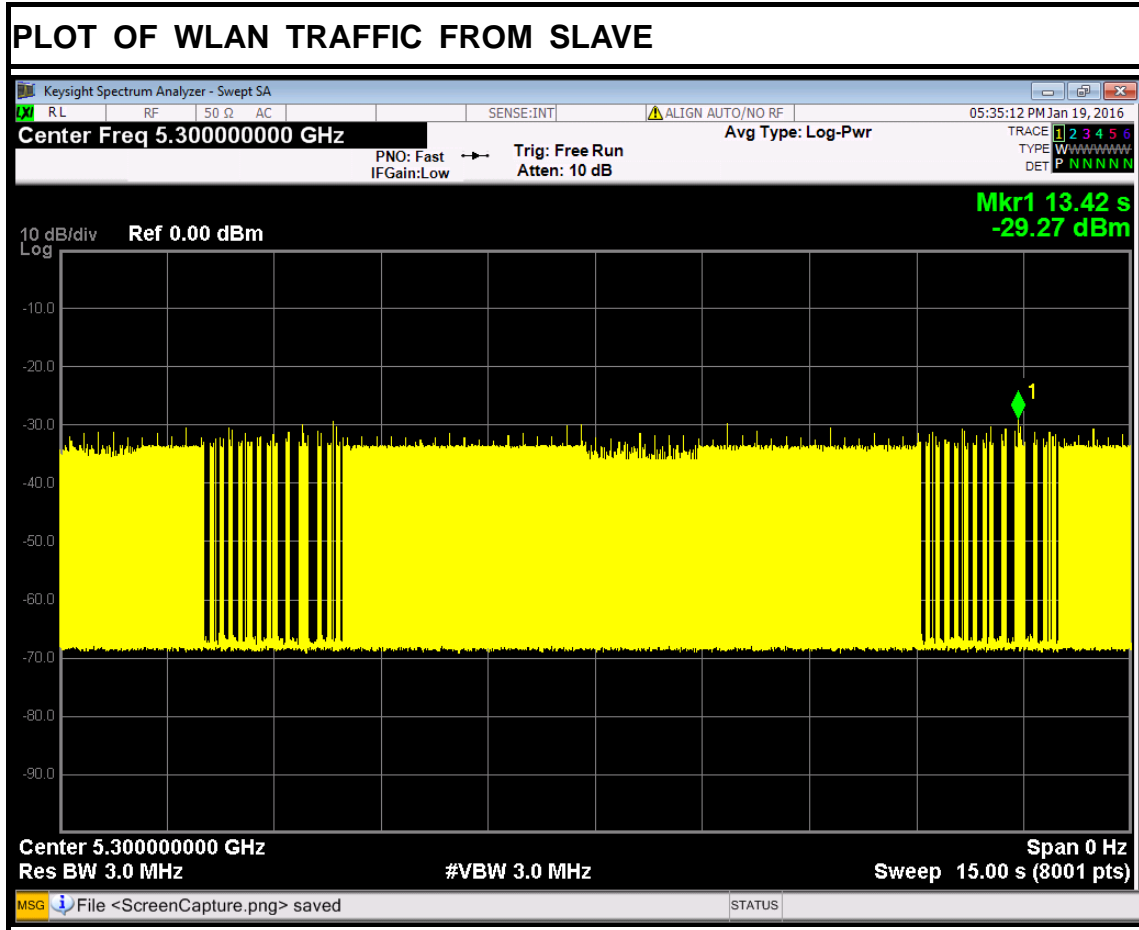 PLOT OF WLAN TRAFFIC FROM SLAVE
Keysight Spectrum Analyzer - Swept SA
LXI RL RF 50 Ω AC SENSE:INT ALIGN AUTO/NO RF 05:35:12 PM Jan 19, 2016
Center Freq 5.300000000 GHz Avg Type: Log-Pwr TRACE 1 2 3 4 5 6
PNO: Fast Trig: Free Run TYPE WWWWWW
IFGain:Low Atten: 10 dB DET P N N N N N
Mkr1 13.42 s
10 dB/div Ref 0.00 dBm -29.27 dBm
Log
-10.0
-20.0
1
-30.0
-40.0
-50.0
-60.0
-70.0
-80.0
-90.0
Center 5.300000000 GHz Span 0 Hz
Res BW 3.0 MHz #VBW 3.0 MHz Sweep 15.00 s (8001 pts)
MSG File <ScreenCapture.png> saved STATUS